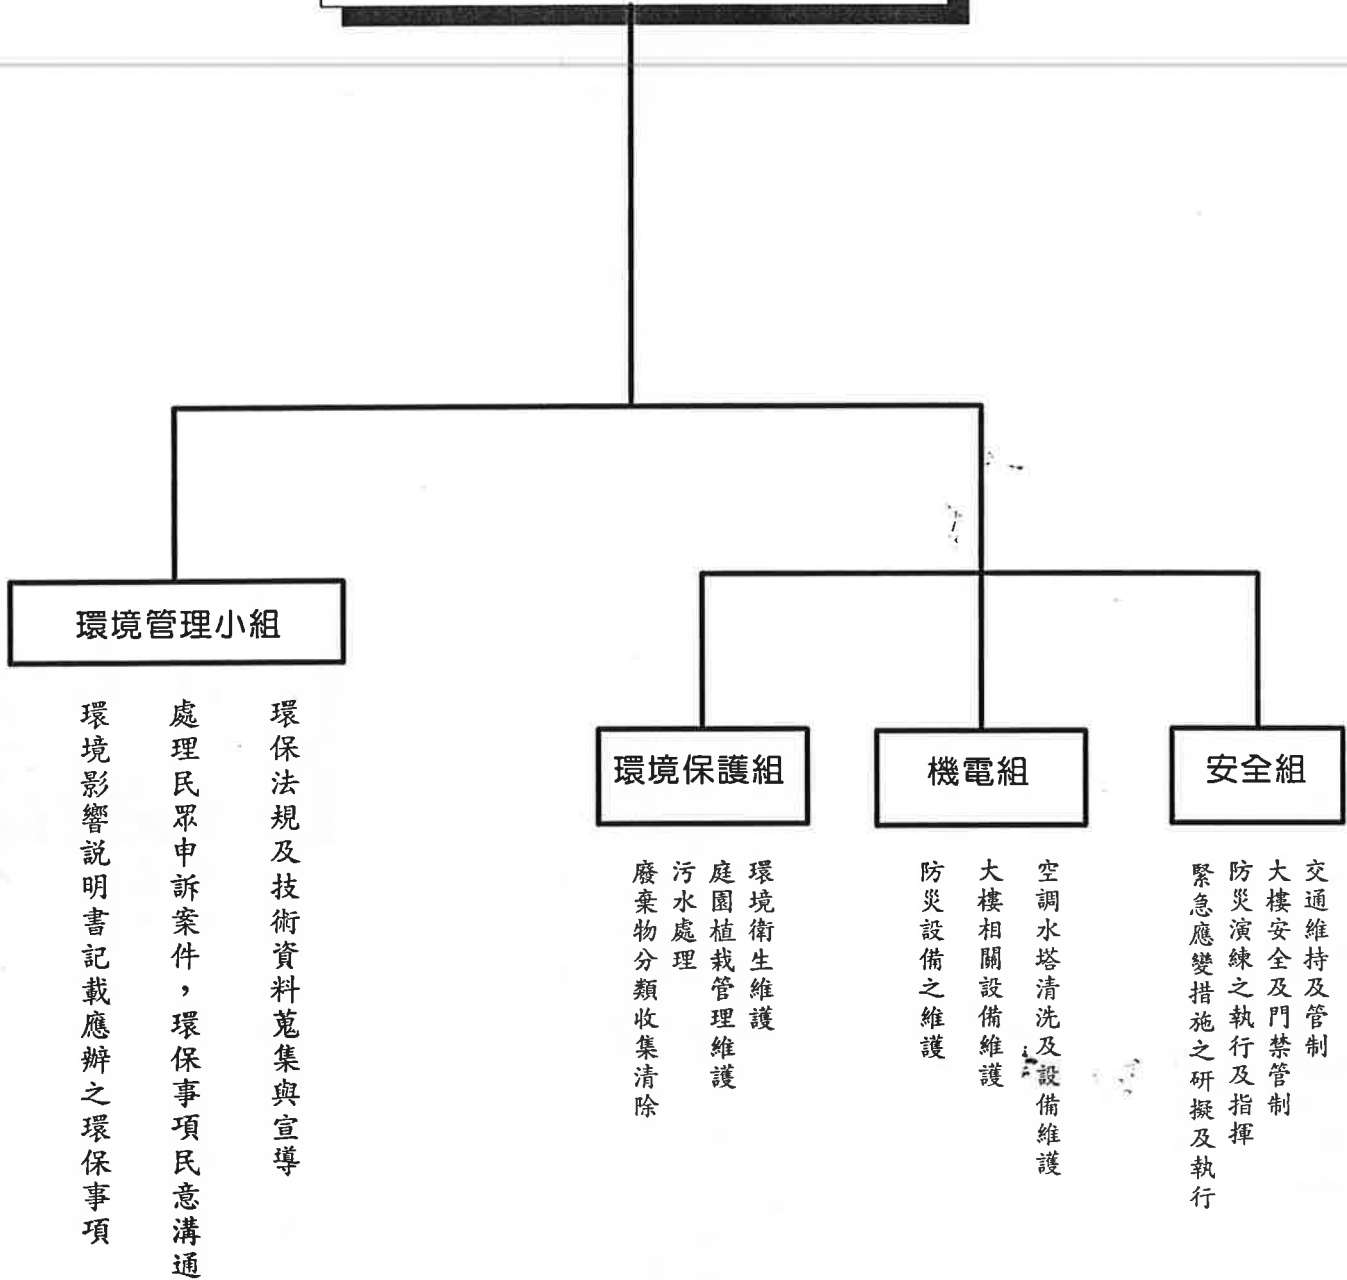 環境管理小組
環保法規及技術資料蒐集與宣導
處理民眾申訴案件，環保事項民意溝通
環境影響說明書記載應辦之環保事項
環境保護組
環境衛生維護
庭園植栽管理維護
污水處理
廢棄物分類收集清除
機電組
空調水塔清洗及設備維護
大樓相關設備維護
防災設備之維護
安全組
交通維持及管制
大樓安全及門禁管制
防災演練之執行及指揮
緊急應變措施之研擬及執行